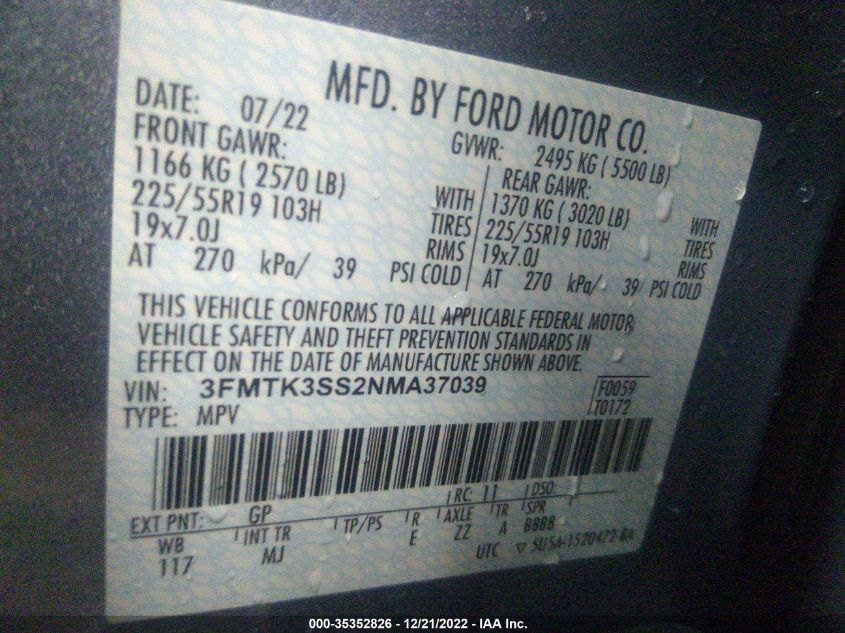 MFD. BY FORD MOTOR CO.
DATE: 07/22 GVWR: 2495 KG ( 5500 LB)
FRONT GAWR: REAR GAWR:
1166 KG ( 2570 LB) WITH 1370 KG ( 3020 LB) WITH
225/55R19 103H TIRES 225/55R19 103H TIRES
19x7.0J RIMS 19x7.0J RIMS
AT 270 kPa/ 39 PSI COLD AT 270 kPa/ 39 PSI COLD
THIS VEHICLE CONFORMS TO ALL APPLICABLE FEDERAL MOTOR
VEHICLE SAFETY AND THEFT PREVENTION STANDARDS IN
EFFECT ON THE DATE OF MANUFACTURE SHOWN ABOVE.
VIN: 3FMTK3SS2NMA37039 F0059
TYPE: MPV T0172
RC: 11 DSO:
EXT PNT: GP
WB INT TR TP/PS R AXLE TR SPR
117 MJ E ZZ A BBBB
UTC ▽ 5U5A-1520472-BA
000-35352826 - 12/21/2022 - IAA Inc.